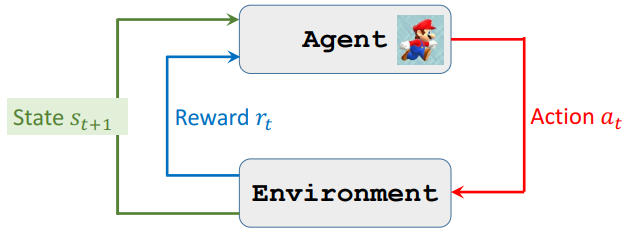 Agent
State s_{t+1}
Reward r_t
Action a_t
Environment